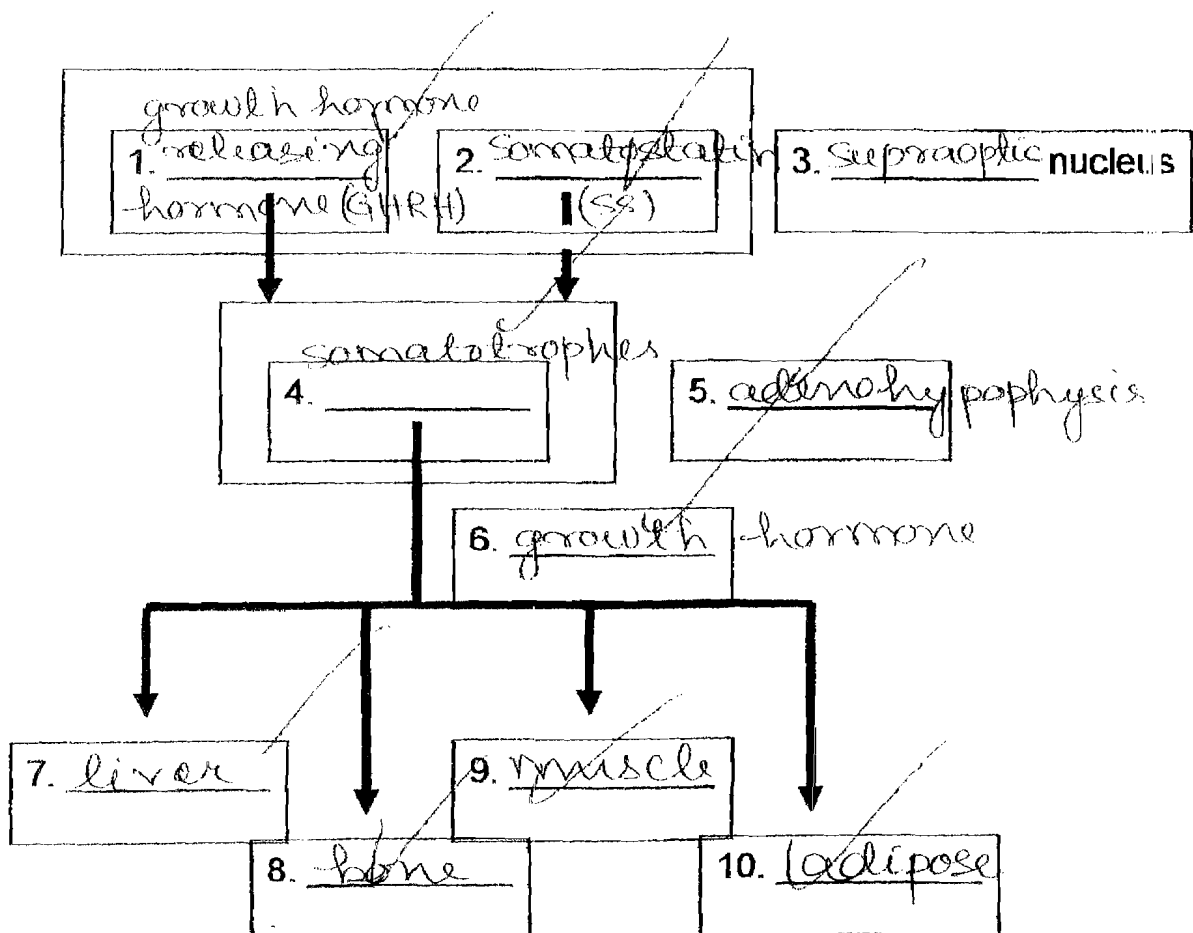 growth hormone
1. releasing
hormone (GHRH)
2. somatostatin
(SS)
3. supraoptic nucleus
somatotrophes
4.
5. adenohypophysis
6. growth hormone
7. liver
8. bone
9. muscle
10. (adipose